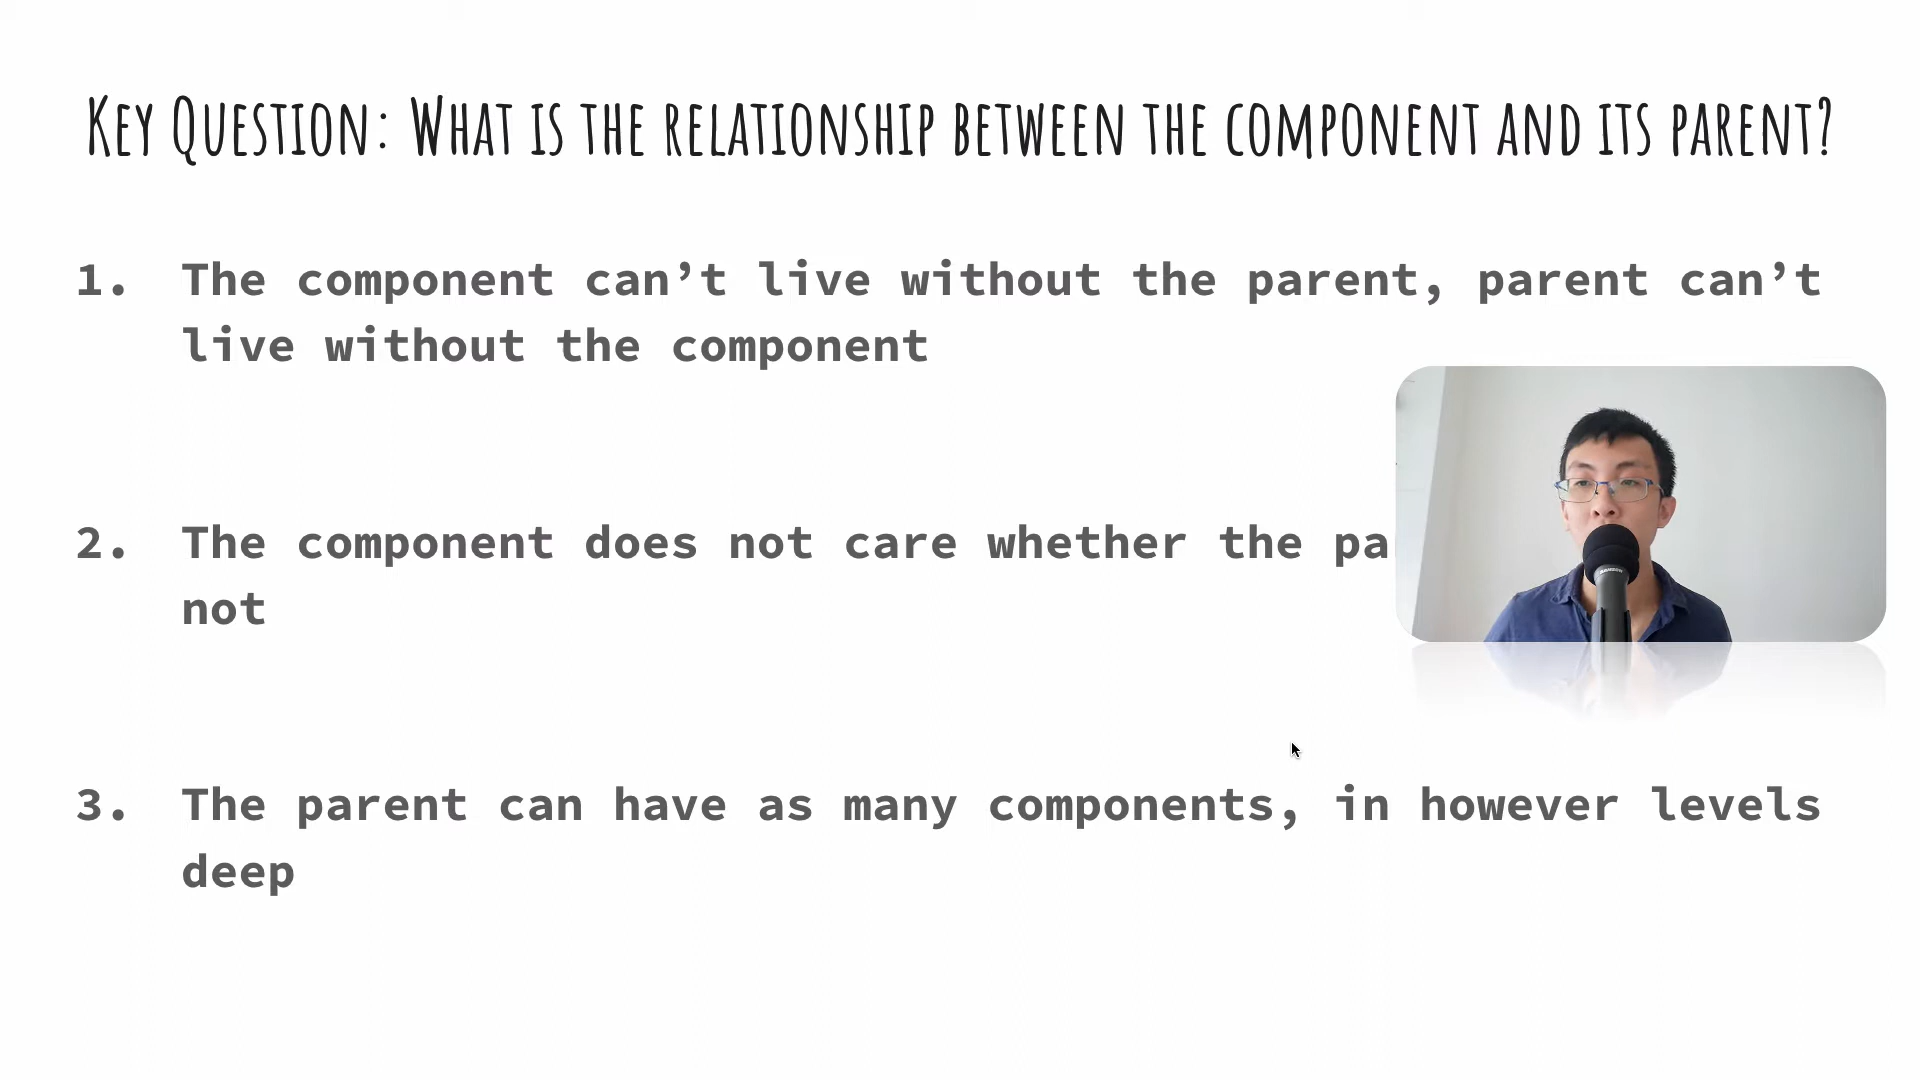 Key Question: What is the relationship between the component and its parent?
1. The component can’t live without the parent, parent can’t
live without the component
2. The component does not care whether the
not
3. The parent can have as many components, in however levels
deep